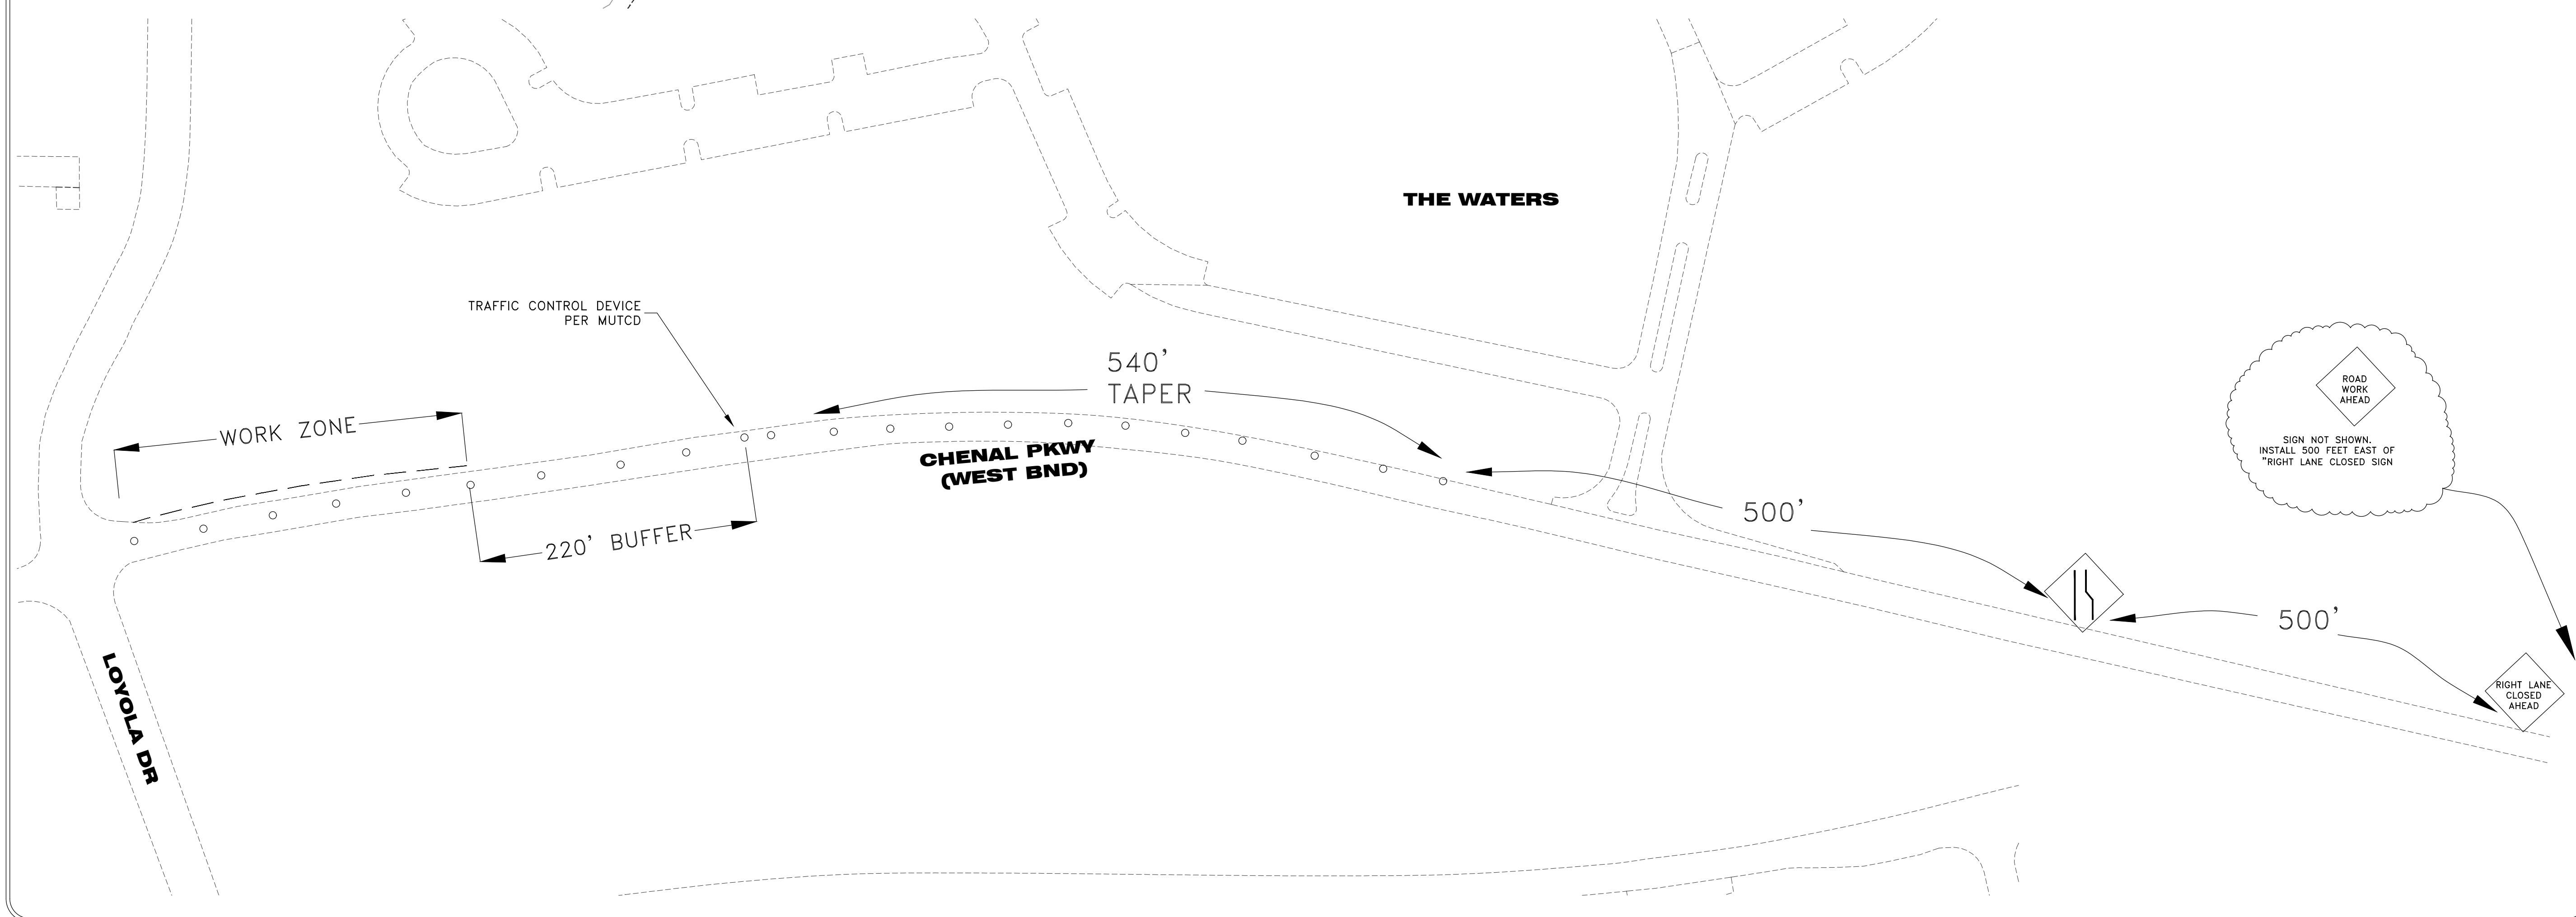 THE WATERS
TRAFFIC CONTROL DEVICE
PER MUTCD
540'
TAPER
WORK ZONE
CHENAL PKWY
(WEST BND)
220' BUFFER
500'
500'
ROAD
WORK
AHEAD
SIGN NOT SHOWN.
INSTALL 500 FEET EAST OF
"RIGHT LANE CLOSED SIGN
RIGHT LANE
CLOSED
AHEAD
LOYOLA DR